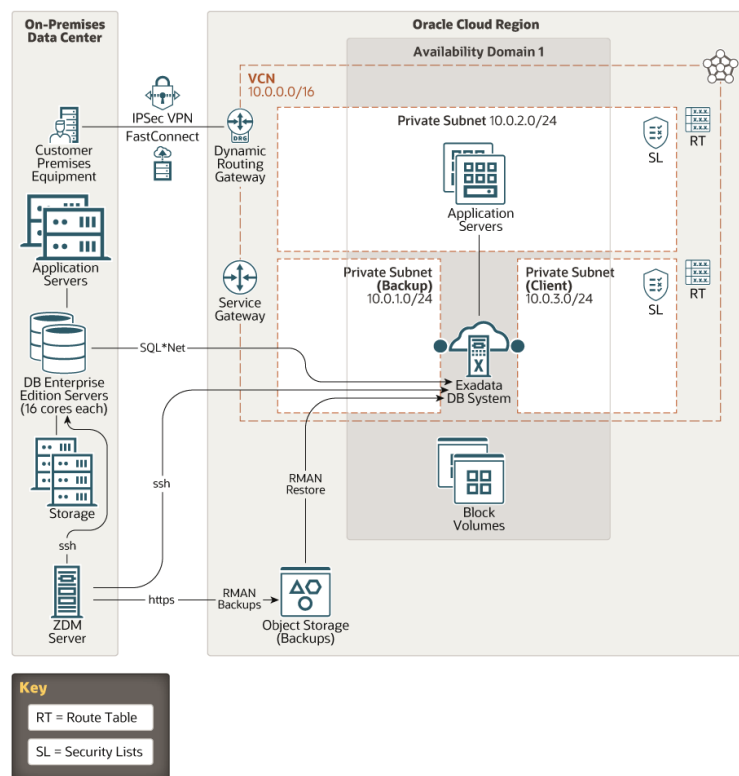 On-Premises
Data Center
Oracle Cloud Region
Availability Domain 1
VCN
10.0.0.0/16
IPSec VPN
FastConnect
Customer
Premises
Equipment
DRG
Dynamic
Routing
Gateway
Private Subnet 10.0.2.0/24
SL
X.X.X.
X.X.X.
X.X.X.
RT
Application
Servers
Application
Servers
Service
Gateway
Private Subnet
(Backup)
10.0.1.0/24
Private Subnet
(Client)
10.0.3.0/24
SL
X.X.X.
X.X.X.
X.X.X.
RT
SQL*Net
X
Exadata
DB System
DB Enterprise
Edition Servers
(16 cores each)
Storage
ssh
ssh
RMAN
Restore
Block
Volumes
ZDM
Server
https
RMAN
Backups
Object Storage
(Backups)
Key
RT = Route Table
SL = Security Lists